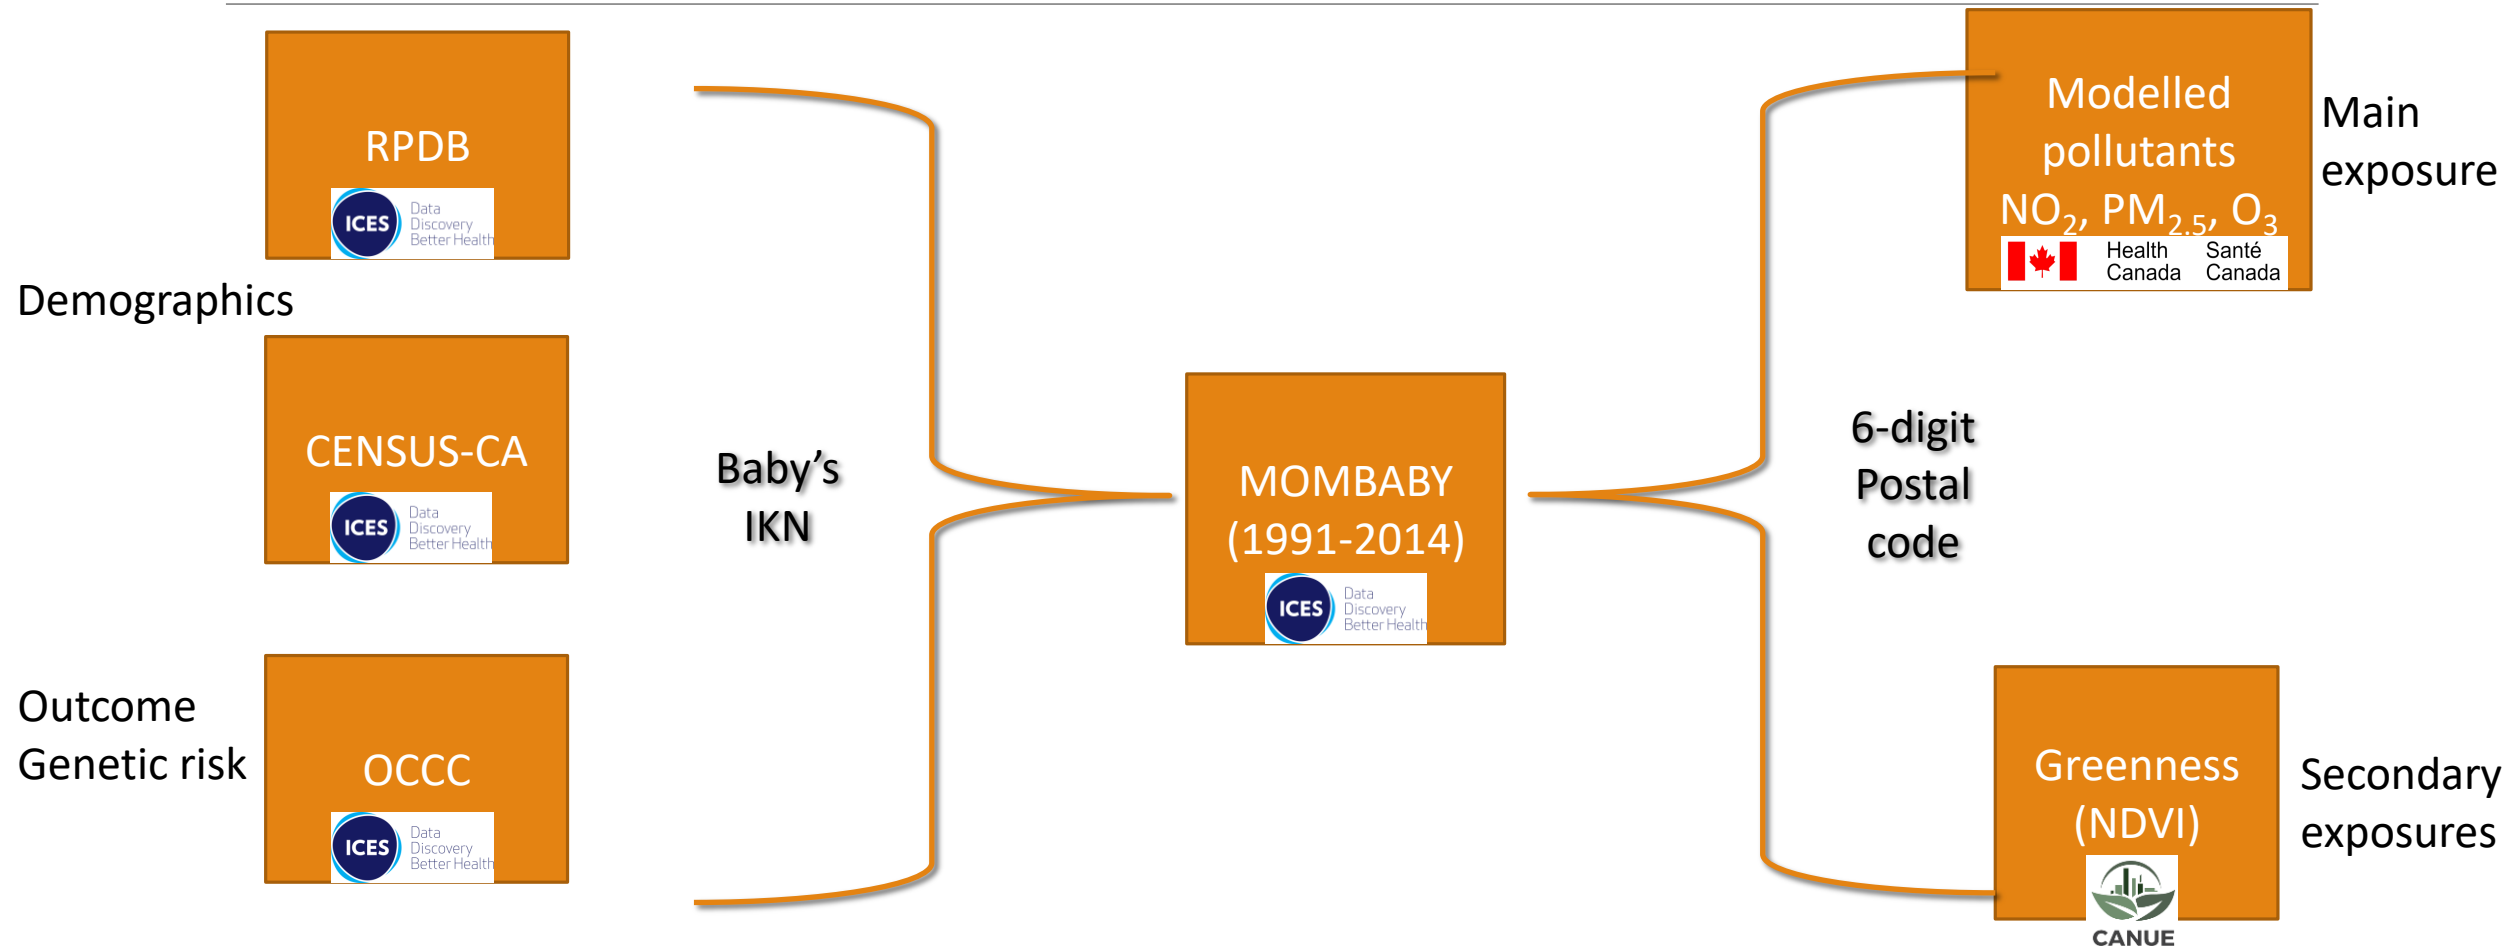 RPDB
ICES
Data
Discovery
Better Health
Demographics
CENSUS-CA
ICES
Data
Discovery
Better Health
Outcome
Genetic risk
OCCC
ICES
Data
Discovery
Better Health
Baby’s
IKN
MOMBABY
(1991-2014)
ICES
Data
Discovery
Better Health
6-digit
Postal
code
Modelled
pollutants
NO₂, PM₂.₅, O₃
Health Santé
Canada Canada
Main
exposure
Greenness
(NDVI)
CANUE
Secondary
exposures